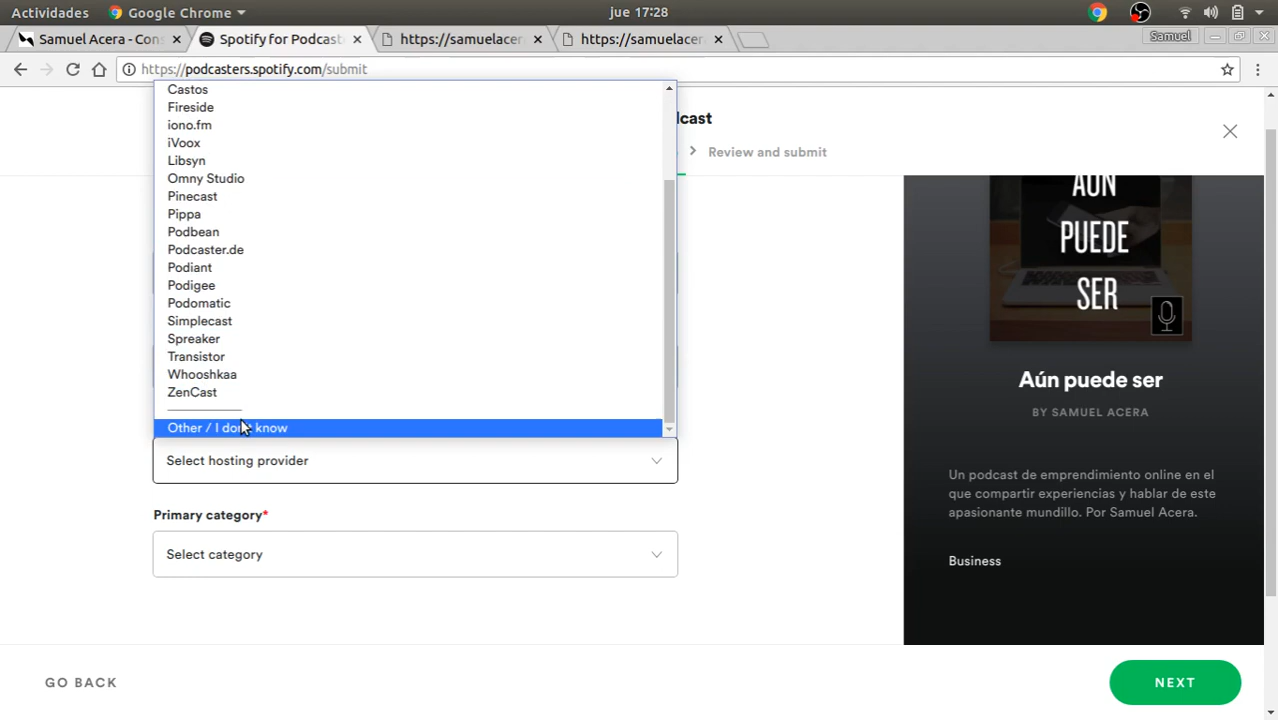 Actividades
Google Chrome
jue 17:28
Samuel Acera - Cons
Spotify for Podcast
https://samuelacer
https://samuelacer
Samuel
https://podcasters.spotify.com/submit
Castos
Fireside
iono.fm
iVoox
Libsyn
Omny Studio
Pinecast
Pippa
Podbean
Podcaster.de
Podiant
Podigee
Podomatic
Simplecast
Spreaker
Transistor
Whooshkaa
ZenCast
Other / I don't know
Select hosting provider
Primary category*
Select category
dcast
Review and submit
AÚN
PUEDE
SER
Aún puede ser
BY SAMUEL ACERA
Un podcast de emprendimiento online en el
que compartir experiencias y hablar de este
apasionante mundillo. Por Samuel Acera.
Business
GO BACK
NEXT